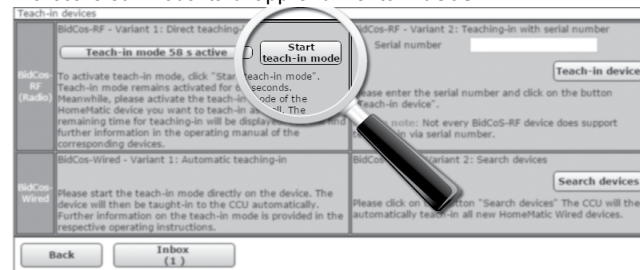 Teach-in devices
BidCos-RF (Radio)
BidCos-RF - Variant 1: Direct teaching-
Teach-in mode 58 s active
Start teach-in mode
To activate teach-in mode, click "Start teach-in mode".
Teach-in mode remains activated for 60 seconds.
Meanwhile, please activate the teach-in mode of the
HomeMatic device you want to teach-in as well. The
remaining time for teaching-in will be displayed. find
further information in the operating manual of the
corresponding devices.
BidCos-RF - Variant 2: Teaching-in with serial number
Serial number
Teach-in device
Please enter the serial number and click on the button
"Teach-in device".
note: Not every BidCoS-RF device does support
teach-in via serial number.
BidCos-Wired
BidCos-Wired - Variant 1: Automatic teaching-in
Please start the teach-in mode directly on the device. The
device will then be taught-in to the CCU automatically.
Further information on the teach-in mode is provided in the
respective operating instructions.
BidCos- Variant 2: Search devices
Search devices
Please click on button "Search devices" The CCU will the
automatically teach-in all new HomeMatic Wired devices.
Back
Inbox
(1 )